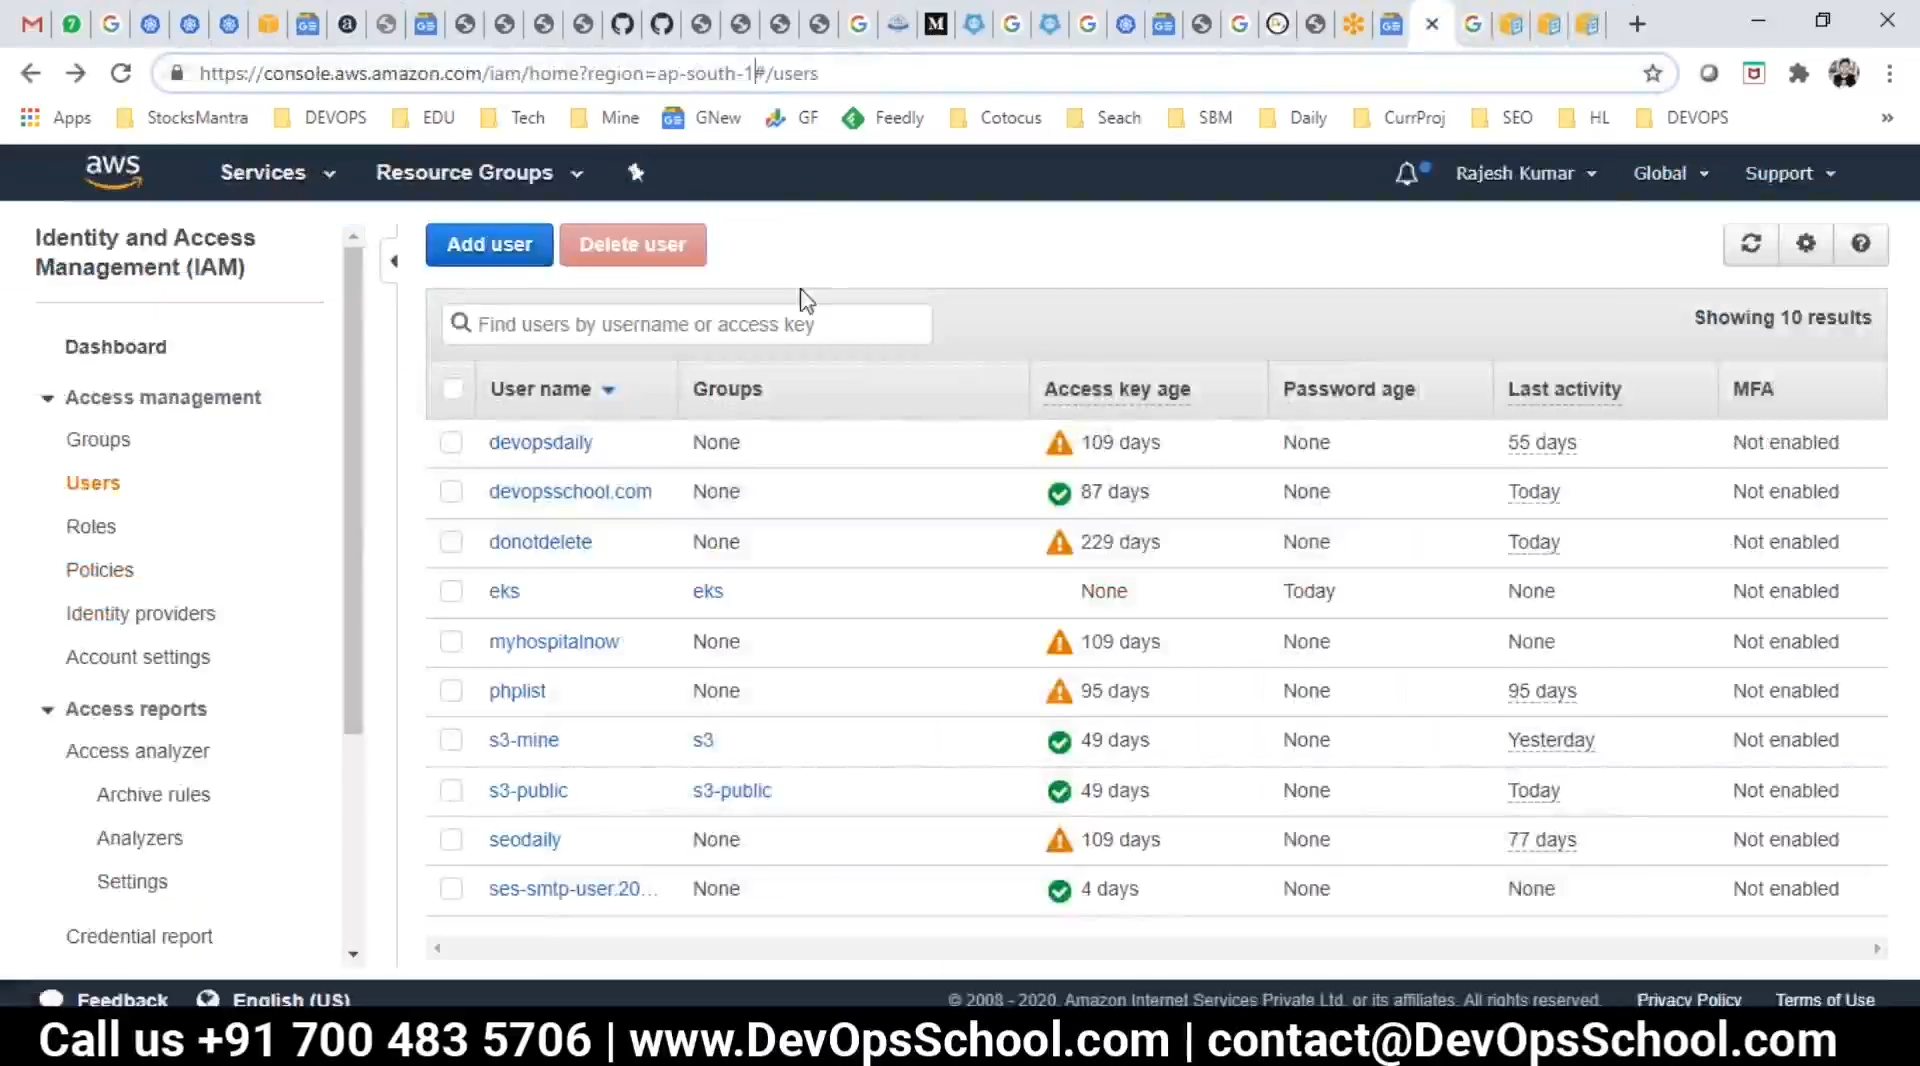 https://console.aws.amazon.com/iam/home?region=ap-south-1#/users
Apps StocksMantra DEVOPS EDU Tech Mine GNew GF Feedly Cotocus Seach SBM Daily CurrProj SEO HL DEVOPS »
aws Services Resource Groups Rajesh Kumar Global Support
Identity and Access
Management (IAM)
Dashboard
Access management
Groups
Users
Roles
Policies
Identity providers
Account settings
Access reports
Access analyzer
Archive rules
Analyzers
Settings
Credential report
Add user Delete user
Find users by username or access key Showing 10 results
User name Groups Access key age Password age Last activity MFA
devopsdaily None 109 days None 55 days Not enabled
devopsschool.com None 87 days None Today Not enabled
donotdelete None 229 days None Today Not enabled
eks eks None Today None Not enabled
myhospitalnow None 109 days None None Not enabled
phplist None 95 days None 95 days Not enabled
s3-mine s3 49 days None Yesterday Not enabled
s3-public s3-public 49 days None Today Not enabled
seodaily None 109 days None 77 days Not enabled
ses-smtp-user.20... None 4 days None None Not enabled
Feedback English (US) © 2008 - 2020, Amazon Internet Services Private Ltd. or its affiliates. All rights reserved. Privacy Policy Terms of Use
Call us +91 700 483 5706 | www.DevOpsSchool.com | contact@DevOpsSchool.com